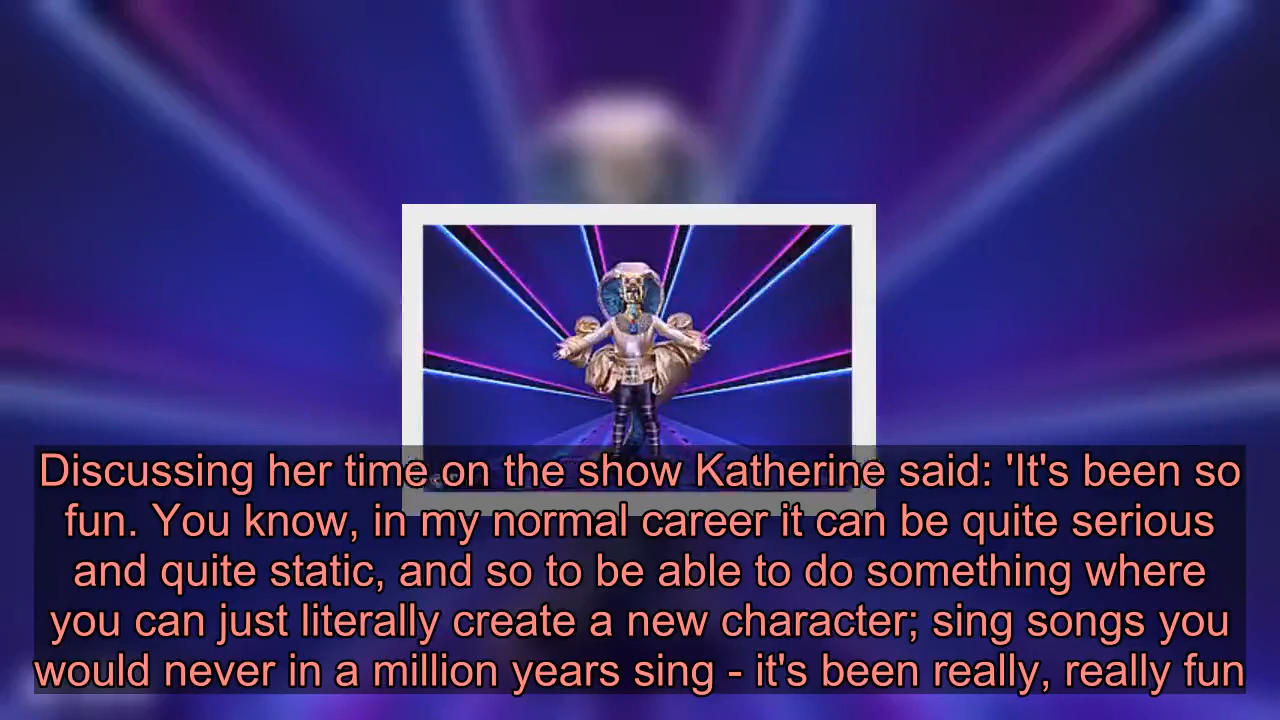 Discussing her time on the show Katherine said: 'It's been so
fun. You know, in my normal career it can be quite serious
and quite static, and so to be able to do something where
you can just literally create a new character; sing songs you
would never in a million years sing - it's been really, really fun